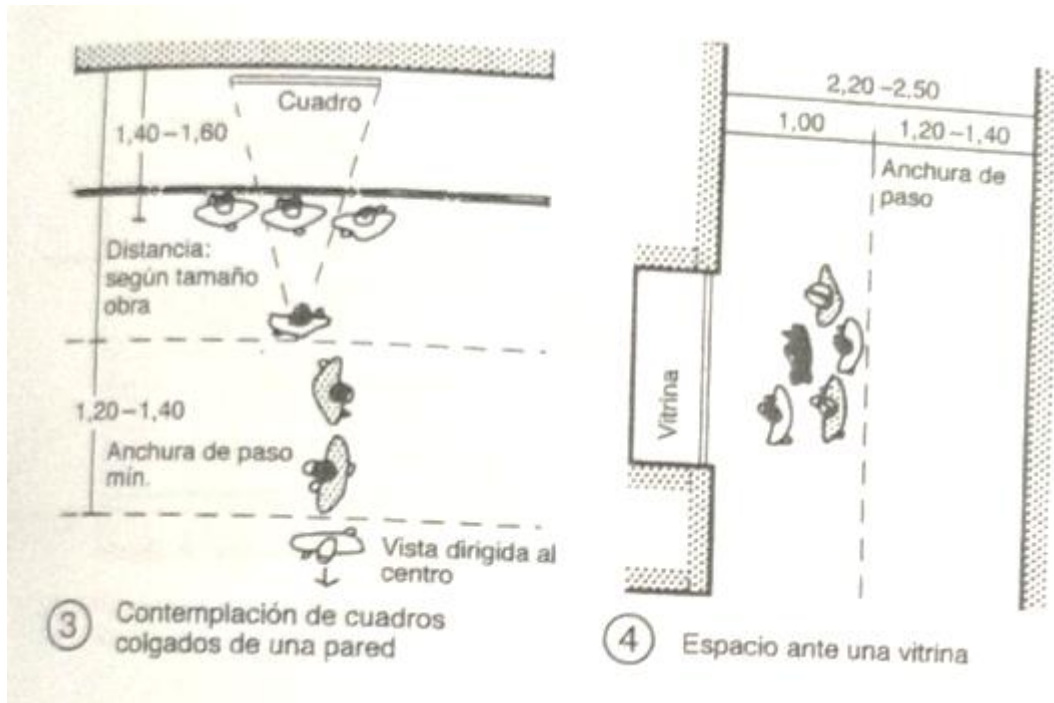 Cuadro
1,40–1,60
Distancia:
según tamaño
obra
1,20–1,40
Anchura de paso
mín.
Vista dirigida al
centro
3 Contemplación de cuadros
colgados de una pared
2,20–2.50
1,00
1,20–1,40
Anchura de
paso
Vitrina
4 Espacio ante una vitrina